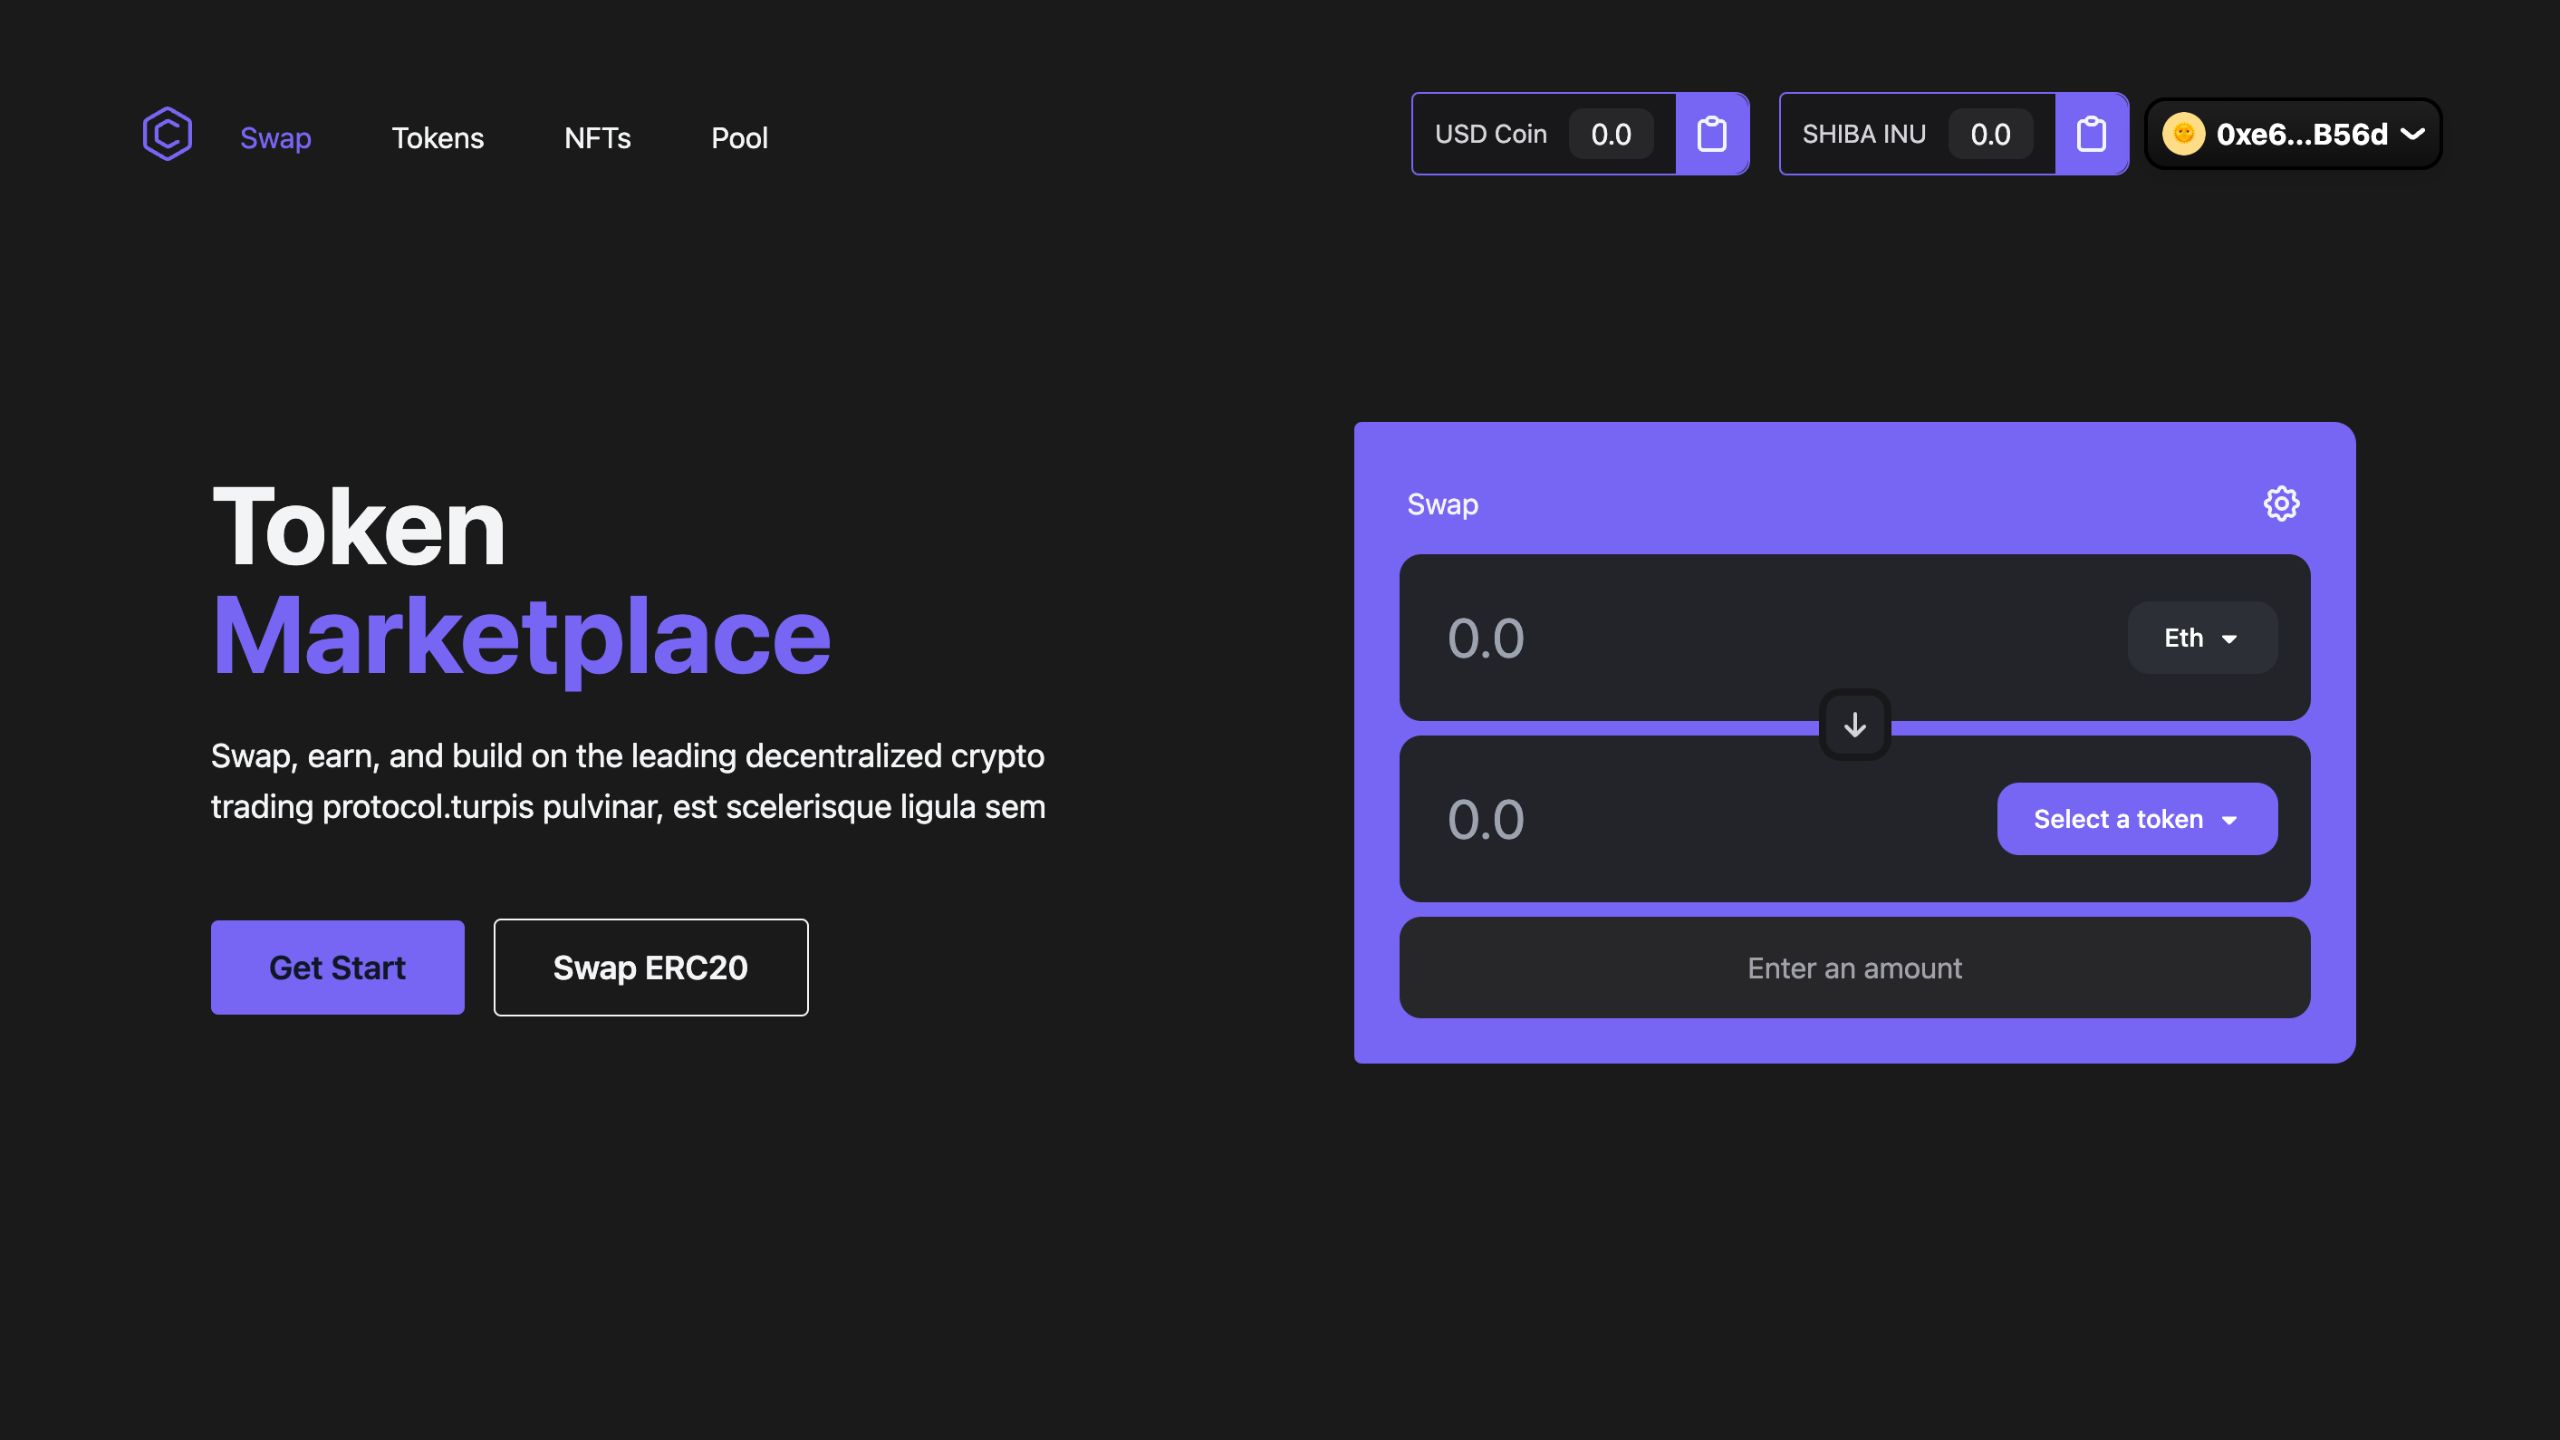 Swap
Tokens
NFTs
Pool
USD Coin 0.0
SHIBA INU 0.0
0xe6...B56d
Token
Marketplace
Swap, earn, and build on the leading decentralized crypto
trading protocol.turpis pulvinar, est scelerisque ligula sem
Get Start
Swap ERC20
Swap
0.0
Eth
0.0
Select a token
Enter an amount